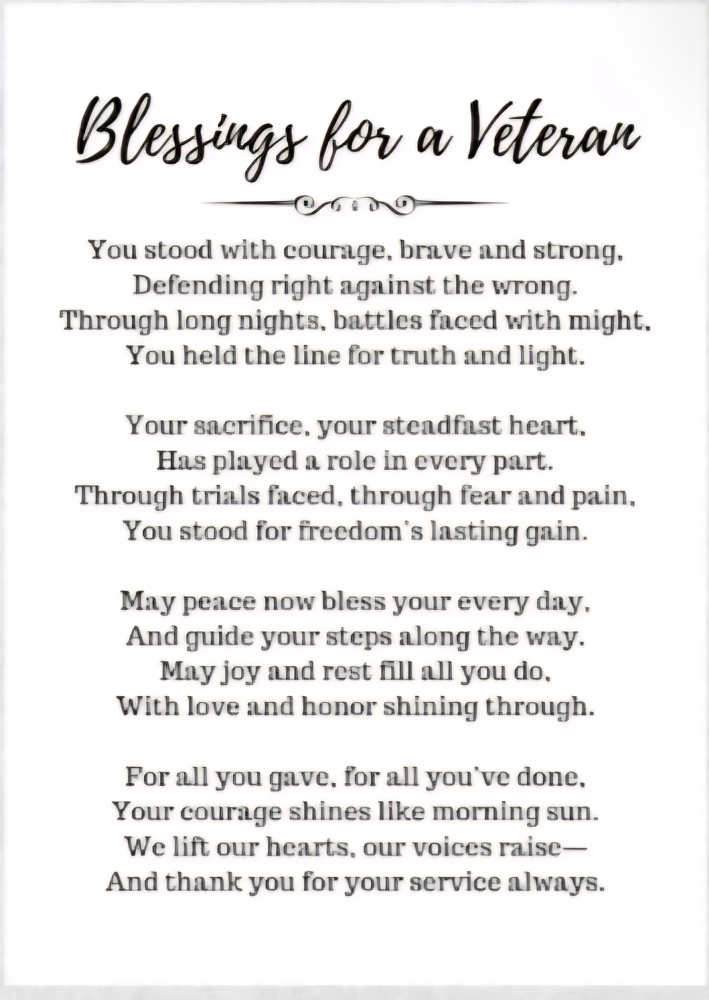 Blessings for a Veteran
You stood with courage, brave and strong,
Defending right against the wrong.
Through long nights, battles faced with might,
You held the line for truth and light.
Your sacrifice, your steadfast heart,
Has played a role in every part.
Through trials faced, through fear and pain,
You stood for freedom's lasting gain.
May peace now bless your every day,
And guide your steps along the way.
May joy and rest fill all you do,
With love and honor shining through.
For all you gave, for all you've done,
Your courage shines like morning sun.
We lift our hearts, our voices raise—
And thank you for your service always.